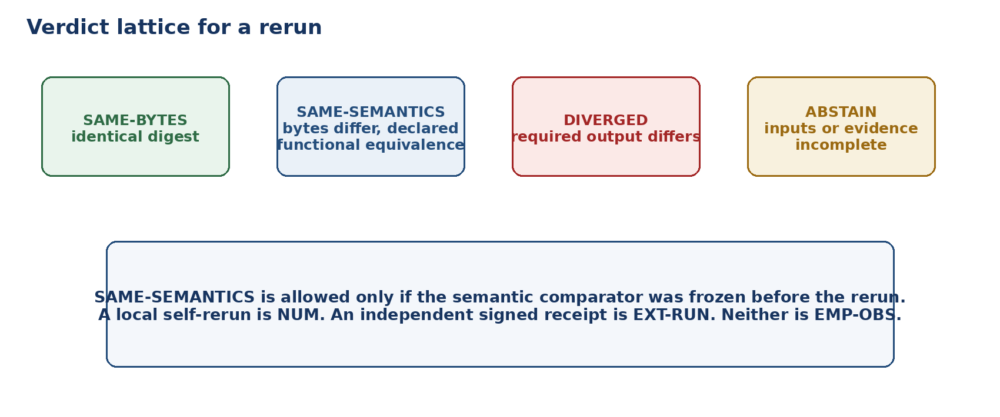 Verdict lattice for a rerun
SAME-BYTES
identical digest
SAME-SEMANTICS
bytes differ, declared
functional equivalence
DIVERGED
required output differs
ABSTAIN
inputs or evidence
incomplete
SAME-SEMANTICS is allowed only if the semantic comparator was frozen before the rerun.
A local self-rerun is NUM. An independent signed receipt is EXT-RUN. Neither is EMP-OBS.